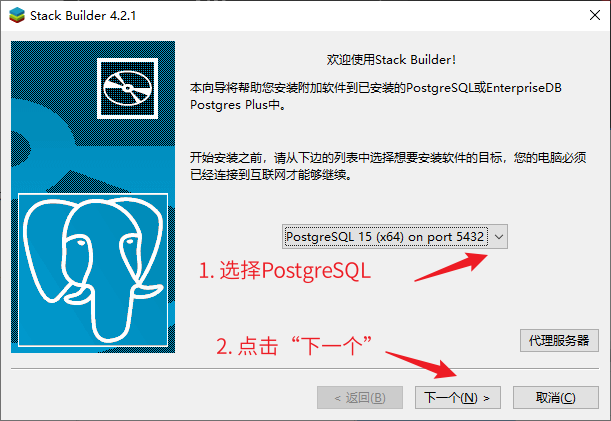 Stack Builder 4.2.1
欢迎使用Stack Builder!
本向导将帮助您安装附加软件到已安装的PostgreSQL或EnterpriseDB
Postgres Plus中。
开始安装之前，请从下边的列表中选择想要安装软件的目标，您的电脑必须
已经连接到互联网才能够继续。
PostgreSQL 15 (x64) on port 5432
1. 选择PostgreSQL
2. 点击“下一个”
代理服务器
< 返回(B)
下一个(N) >
取消(C)